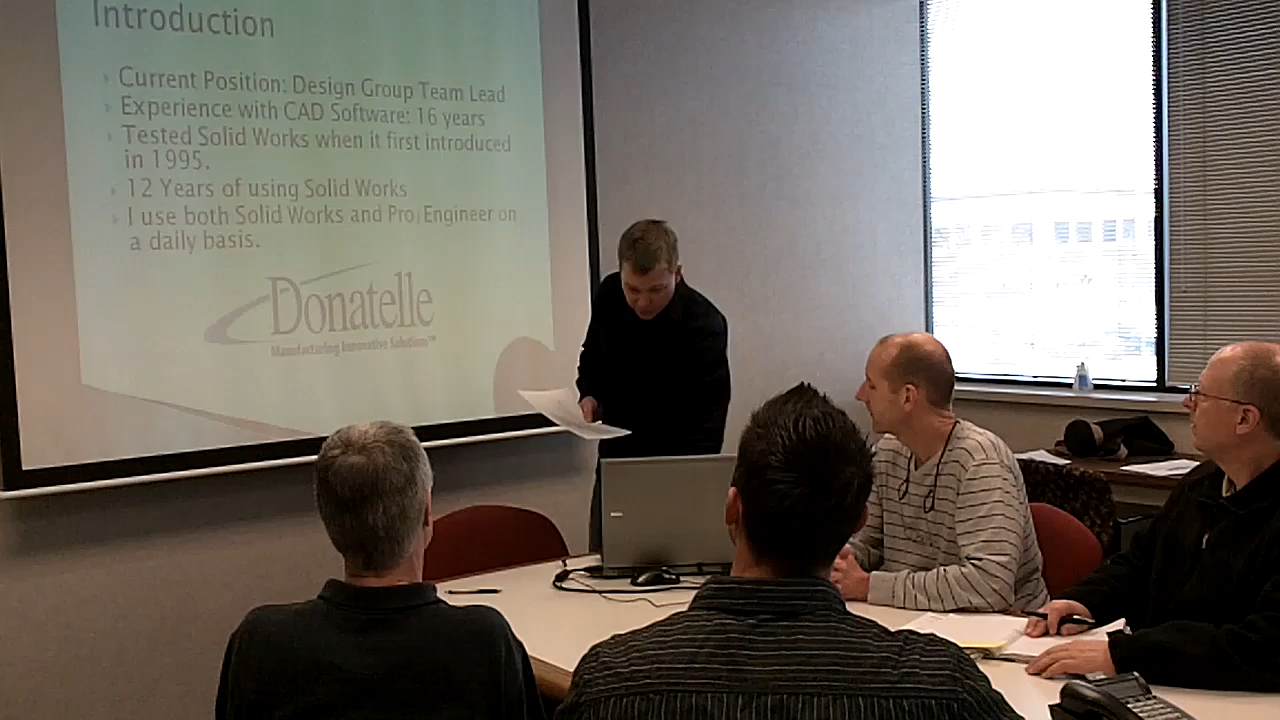 Introduction
Current Position: Design Group Team Lead
Experience with CAD Software: 16 years
Tested Solid Works when it first introduced
in 1995.
12 Years of using Solid Works
I use both Solid Works and Pro/Engineer on
a daily basis.
Donatelle
Manufacturing Innovative Solutions™